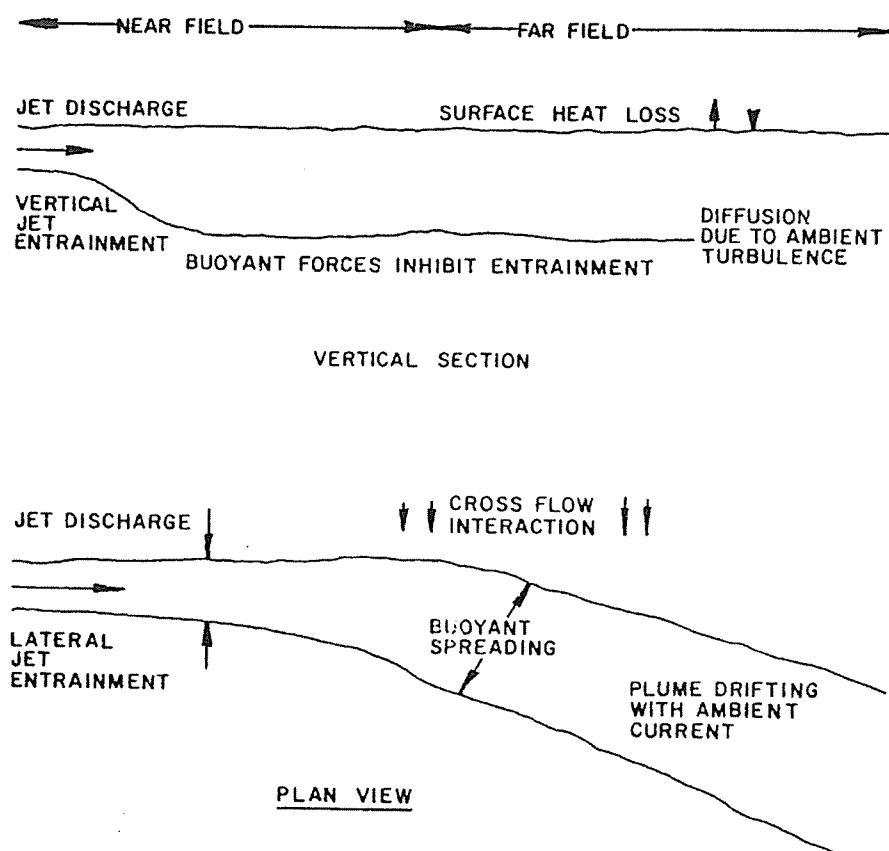 NEAR FIELD
FAR FIELD
JET DISCHARGE
SURFACE HEAT LOSS
VERTICAL
JET
ENTRAINMENT
DIFFUSION
DUE TO AMBIENT
TURBULENCE
BUOYANT FORCES INHIBIT ENTRAINMENT
VERTICAL SECTION
JET DISCHARGE
CROSS FLOW
INTERACTION
LATERAL
JET
ENTRAINMENT
BUOYANT
SPREADING
PLUME DRIFTING
WITH AMBIENT
CURRENT
PLAN VIEW